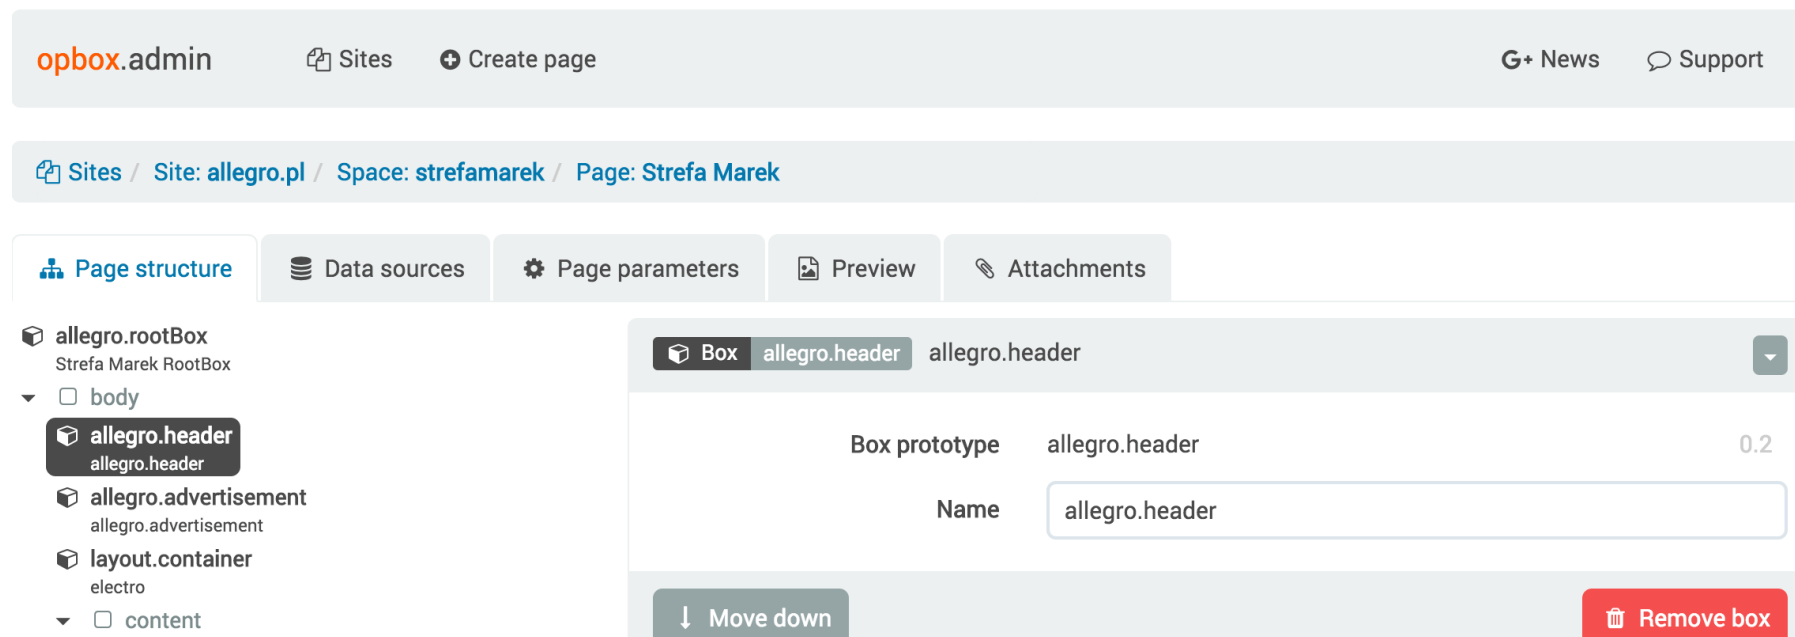 opbox.admin Sites Create page G+ News Support
Sites / Site: allegro.pl / Space: strefamarek / Page: Strefa Marek
Page structure Data sources Page parameters Preview Attachments
allegro.rootBox
Strefa Marek RootBox
body
allegro.header
allegro.header
allegro.advertisement
allegro.advertisement
layout.container
electro
content
Box allegro.header allegro.header
Box prototype allegro.header 0.2
Name allegro.header
Move down Remove box